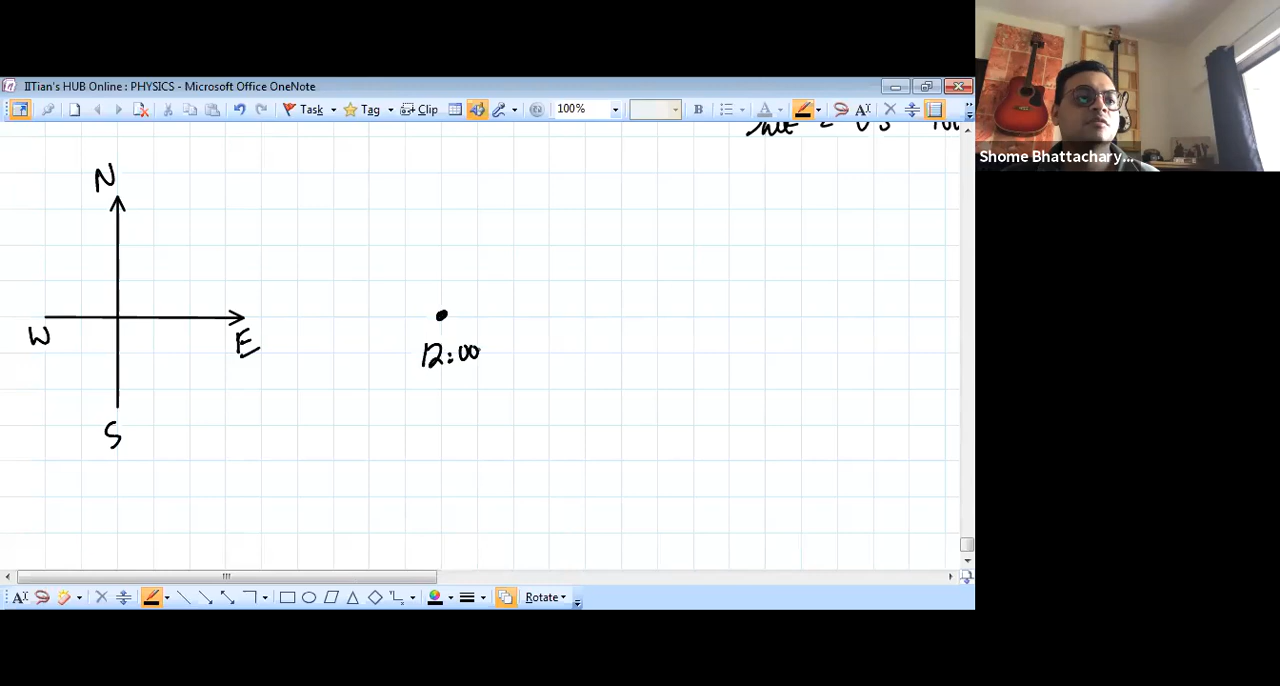 IITian's HUB Online : PHYSICS - Microsoft Office OneNote
Task Tag Clip 100% B A A
N
W
E
12:00
S
A Rotate
Shome Bhattachary...